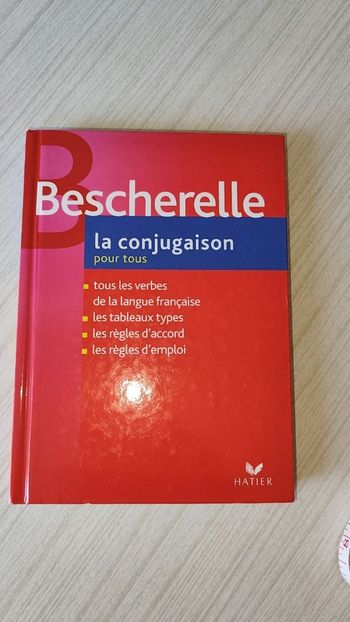 B
Bescherelle
la conjugaison
pour tous
tous les verbes
de la langue française
les tableaux types
les règles d'accord
les règles d'emploi
HATIER